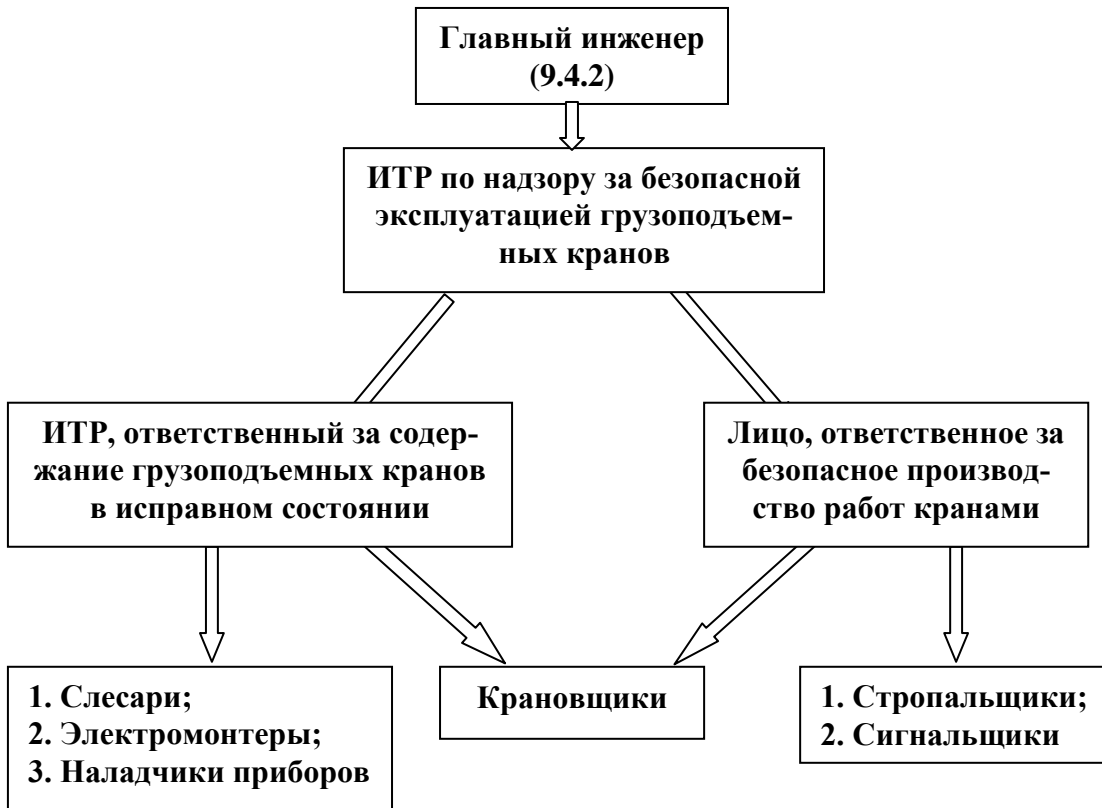 Главный инженер
(9.4.2)
ИТР по надзору за безопасной
эксплуатацией грузоподъем-
ных кранов
ИТР, ответственный за содер-
жание грузоподъемных кранов
в исправном состоянии
Лицо, ответственное за
безопасное производ-
ство работ кранами
1. Слесари;
2. Электромонтеры;
3. Наладчики приборов
Крановщики
1. Стропальщики;
2. Сигнальщики